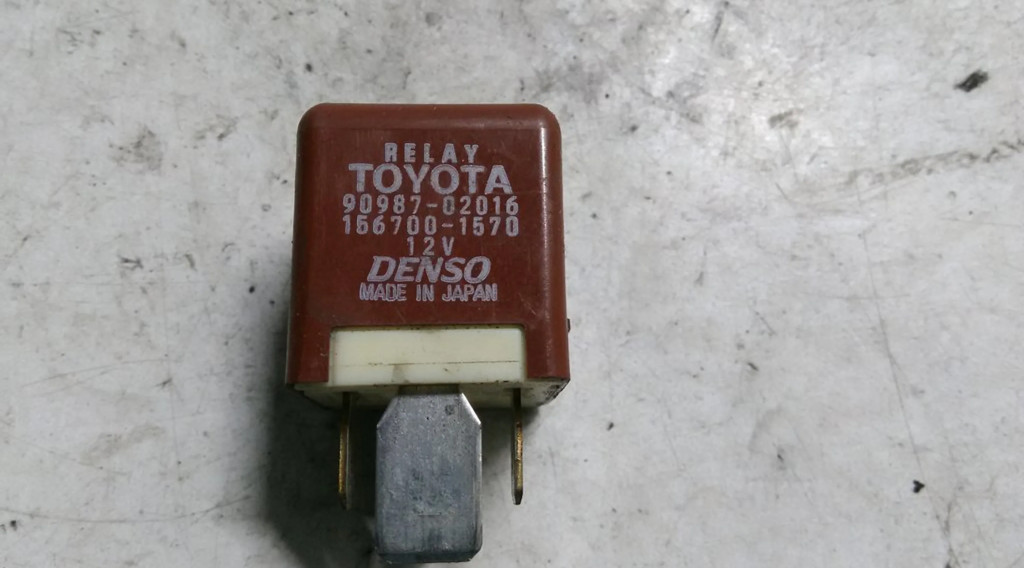 RELAY
TOYOTA
90987-02016
156700-1570
12V
DENSO
MADE IN JAPAN